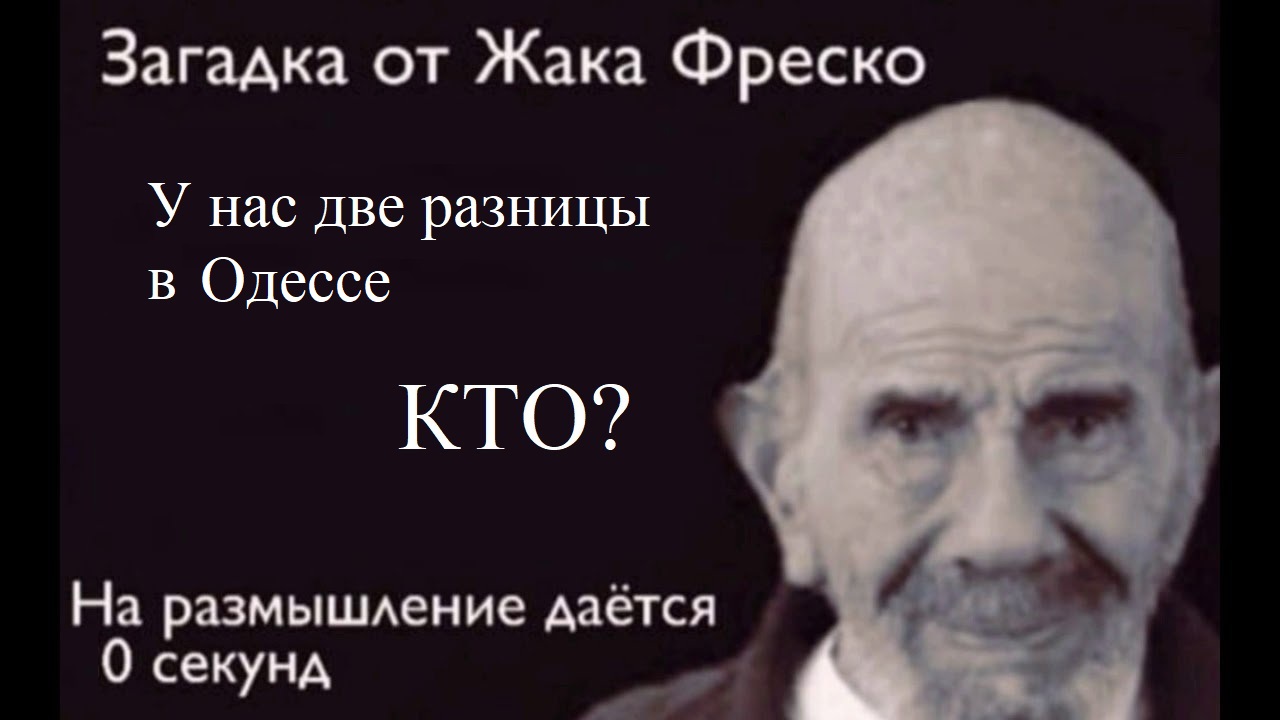 Загадка от Жака Фреско
У нас две разницы
в Одессе
КТО?
На размышление даётся
0 секунд